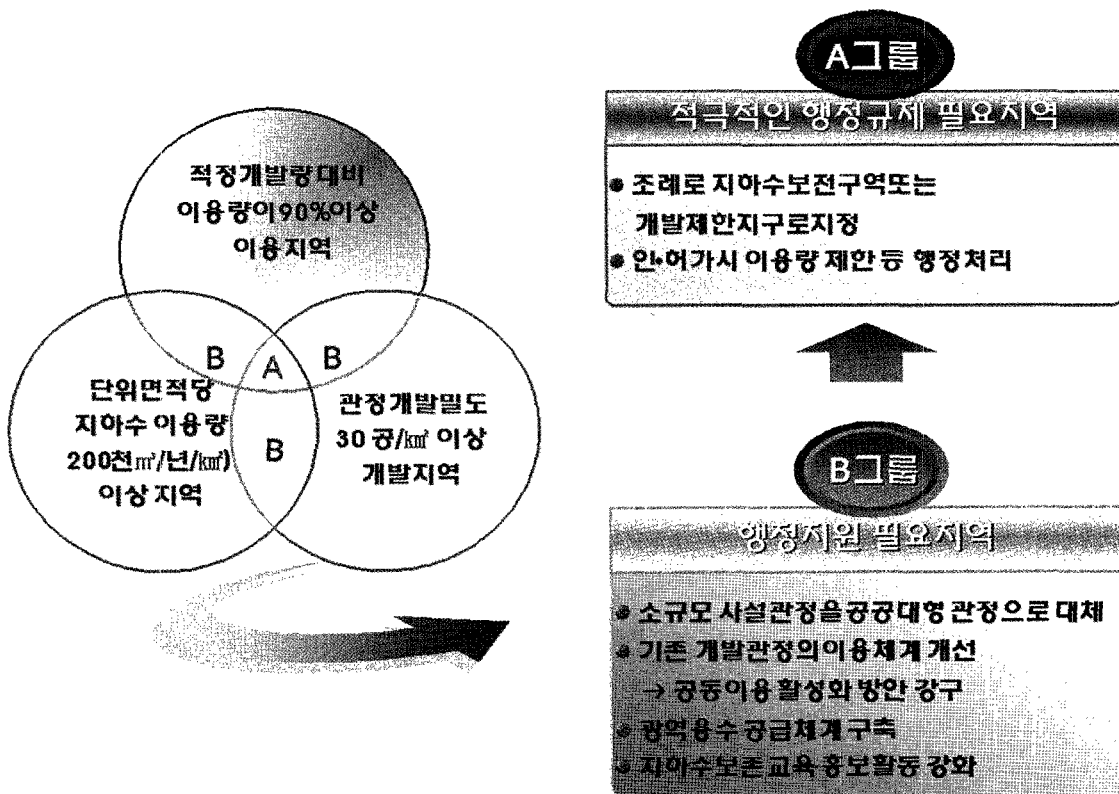 적정개발량대비
이용량이 90%이상
이용지역
B
A
B
B
단위면적당
지하수 이용량
200천㎥/년/㎢)
이상 지역
관정개발밀도
30 공/㎢ 이상
개발지역
A그룹
적극적인 행정규제 필요지역
● 조례로 지하수보전구역또는
개발제한지구로지정
● 인·허가시 이용량 제한 등 행정처리
B그룹
행정지원 필요지역
● 소규모 사설관정을공공대형 관정으로 대체
● 기존 개발관정의이용체계 개선
→ 공동이용 활성화 방안 강구
● 광역용수 공급체계 구축
● 지하수보존교육 홍보활동 강화